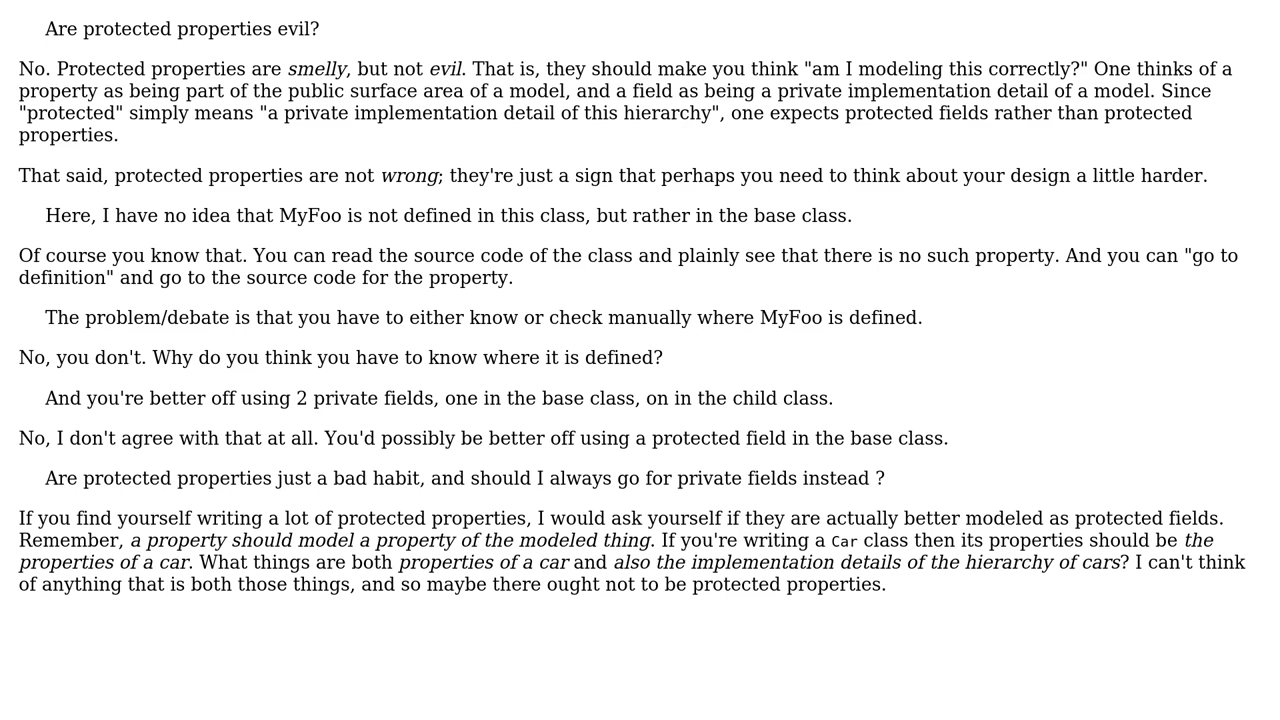 Are protected properties evil?
No. Protected properties are smelly, but not evil. That is, they should make you think "am I modeling this correctly?" One thinks of a
property as being part of the public surface area of a model, and a field as being a private implementation detail of a model. Since
"protected" simply means "a private implementation detail of this hierarchy", one expects protected fields rather than protected
properties.
That said, protected properties are not wrong; they're just a sign that perhaps you need to think about your design a little harder.
Here, I have no idea that MyFoo is not defined in this class, but rather in the base class.
Of course you know that. You can read the source code of the class and plainly see that there is no such property. And you can "go to
definition" and go to the source code for the property.
The problem/debate is that you have to either know or check manually where MyFoo is defined.
No, you don't. Why do you think you have to know where it is defined?
And you're better off using 2 private fields, one in the base class, on in the child class.
No, I don't agree with that at all. You'd possibly be better off using a protected field in the base class.
Are protected properties just a bad habit, and should I always go for private fields instead ?
If you find yourself writing a lot of protected properties, I would ask yourself if they are actually better modeled as protected fields.
Remember, a property should model a property of the modeled thing. If you're writing a Car class then its properties should be the
properties of a car. What things are both properties of a car and also the implementation details of the hierarchy of cars? I can't think
of anything that is both those things, and so maybe there ought not to be protected properties.